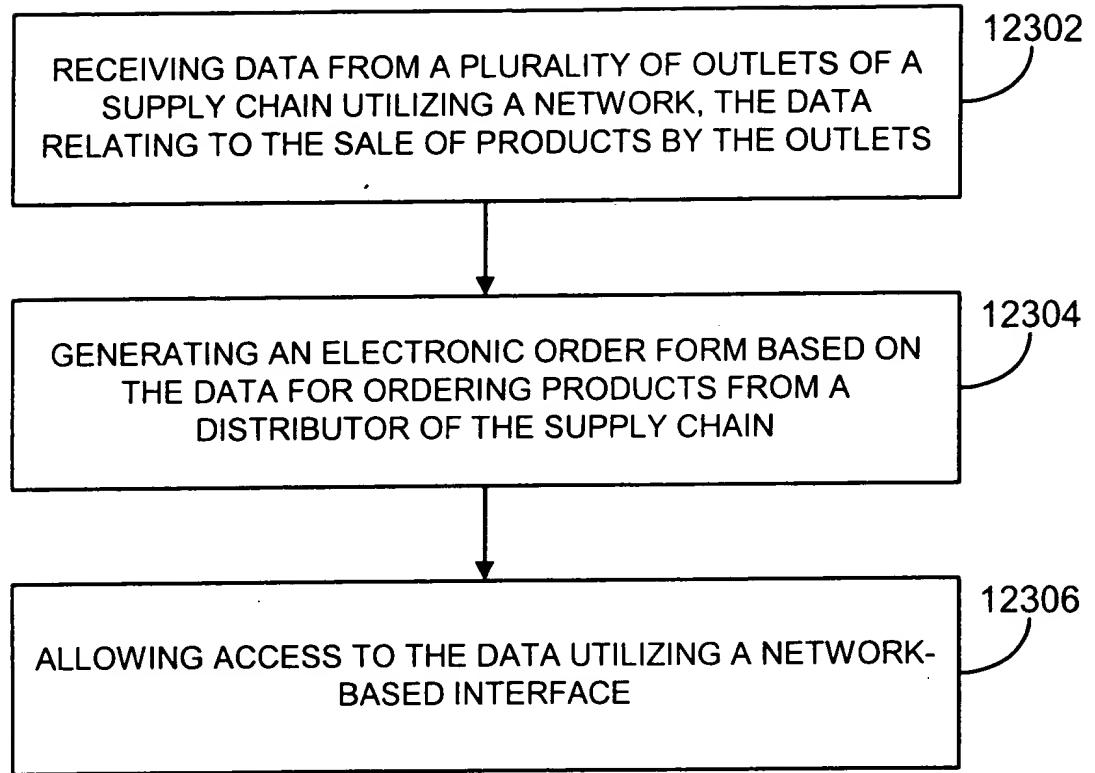 12302
RECEIVING DATA FROM A PLURALITY OF OUTLETS OF A
SUPPLY CHAIN UTILIZING A NETWORK, THE DATA
RELATING TO THE SALE OF PRODUCTS BY THE OUTLETS
12304
GENERATING AN ELECTRONIC ORDER FORM BASED ON
THE DATA FOR ORDERING PRODUCTS FROM A
DISTRIBUTOR OF THE SUPPLY CHAIN
12306
ALLOWING ACCESS TO THE DATA UTILIZING A NETWORK-
BASED INTERFACE